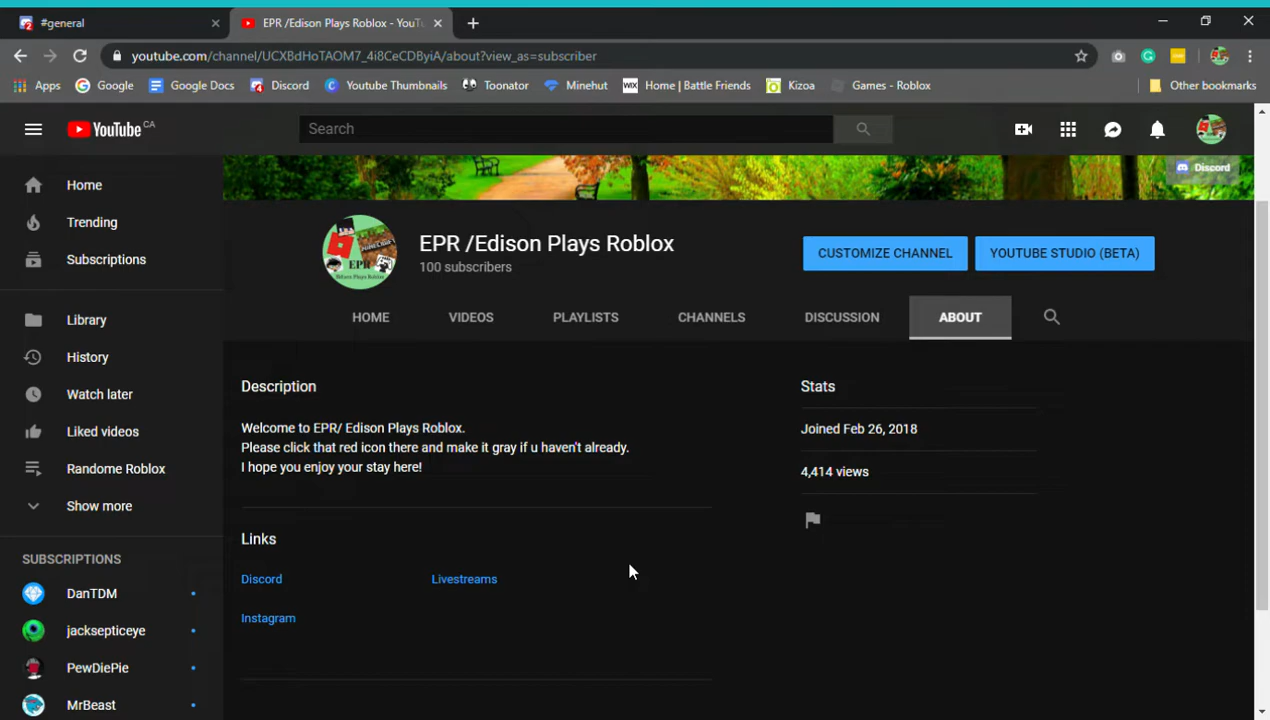 #general
EPR /Edison Plays Roblox - YouT
youtube.com/channel/UCXBdHoTAOM7_4i8CeCDByiA/about?view_as=subscriber
Apps Google Google Docs Discord Youtube Thumbnails Toonator Minehut Home | Battle Friends Kizoa Games - Roblox Other bookmarks
YouTube CA
Search
Discord
Home
Trending
Subscriptions
Library
History
Watch later
Liked videos
Randome Roblox
Show more
SUBSCRIPTIONS
DanTDM
jacksepticeye
PewDiePie
MrBeast
EPR
EPR /Edison Plays Roblox
100 subscribers
CUSTOMIZE CHANNEL
YOUTUBE STUDIO (BETA)
HOME VIDEOS PLAYLISTS CHANNELS DISCUSSION ABOUT
Description
Welcome to EPR/ Edison Plays Roblox.
Please click that red icon there and make it gray if u haven't already.
I hope you enjoy your stay here!
Links
Discord Livestreams
Instagram
Stats
Joined Feb 26, 2018
4,414 views